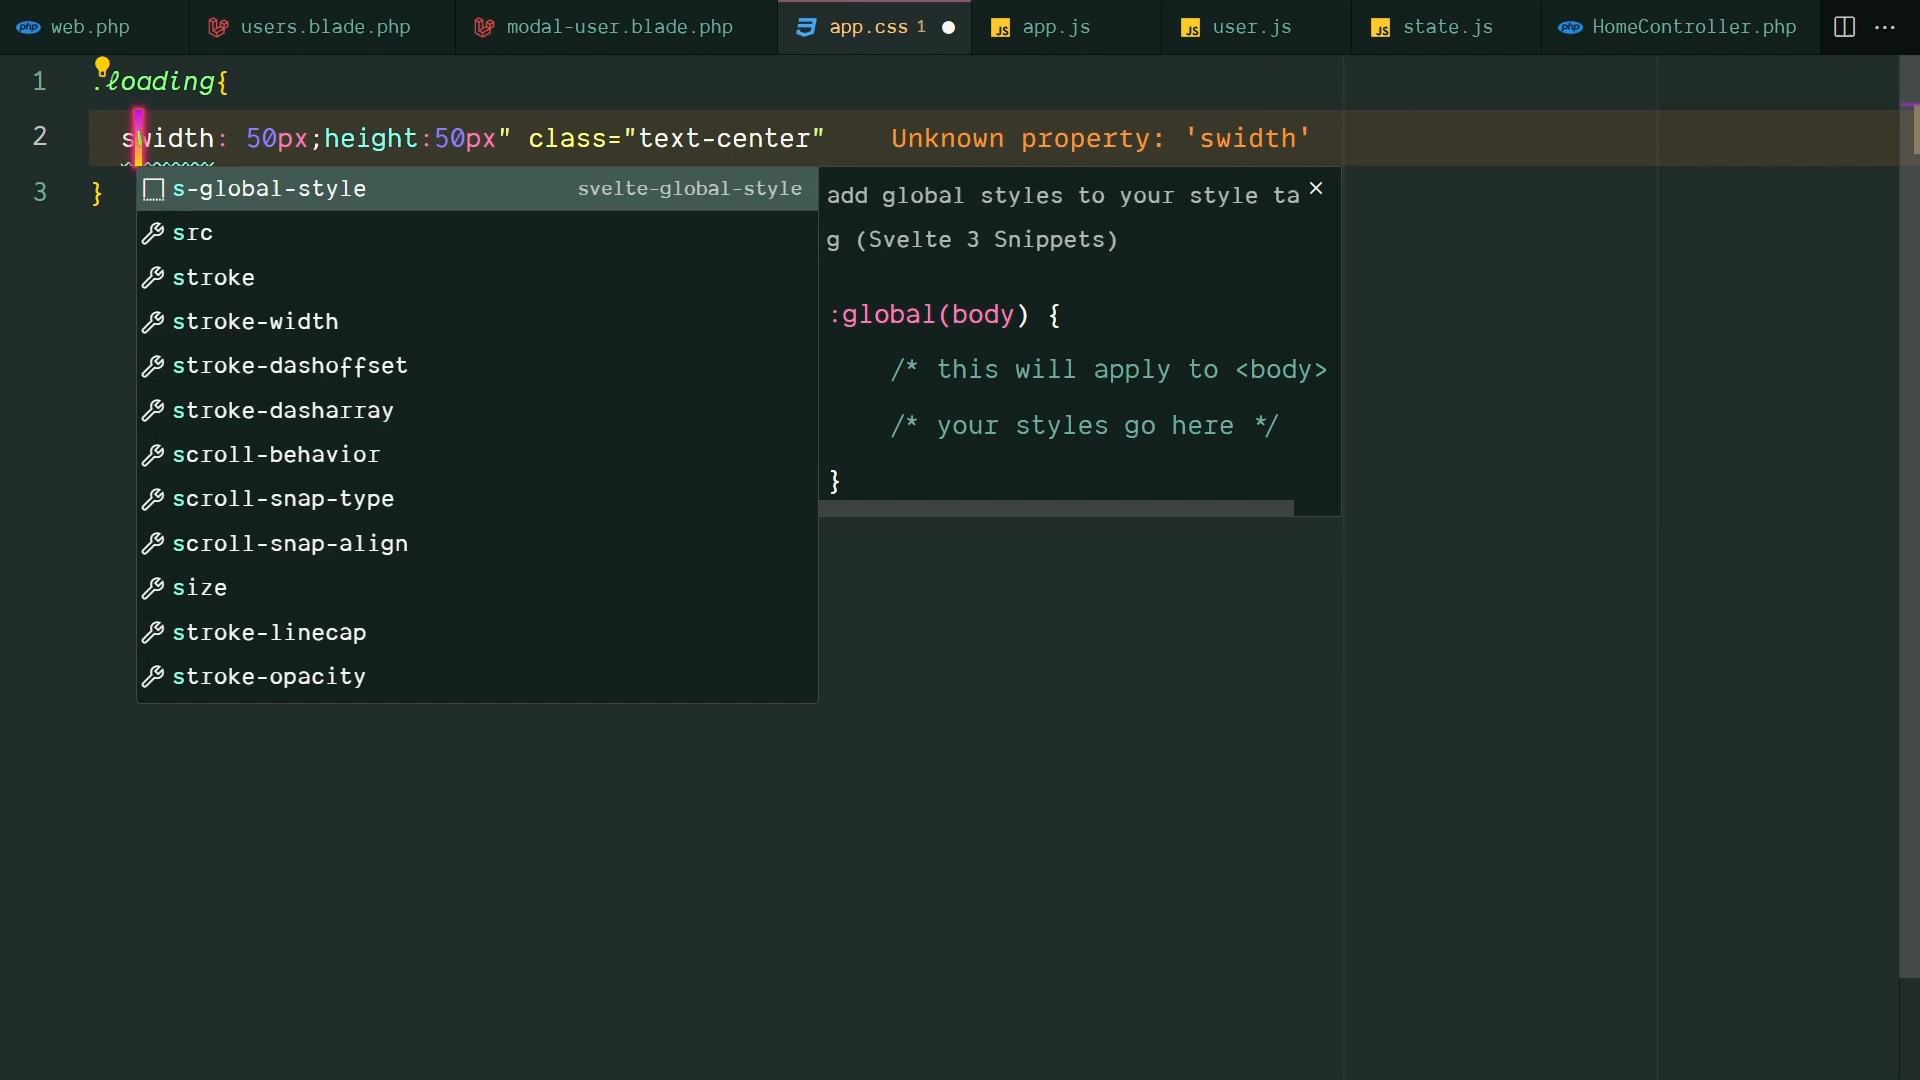 web.php users.blade.php modal-user.blade.php app.css 1 app.js user.js state.js HomeController.php
1 .loading{
2 swidth: 50px;height:50px" class="text-center" Unknown property: 'swidth'
3 }
s-global-style svelte-global-style
src
stroke
stroke-width
stroke-dashoffset
stroke-dasharray
scroll-behavior
scroll-snap-type
scroll-snap-align
size
stroke-linecap
stroke-opacity
add global styles to your style ta
g (Svelte 3 Snippets)
:global(body) {
/* this will apply to <body>
/* your styles go here */
}